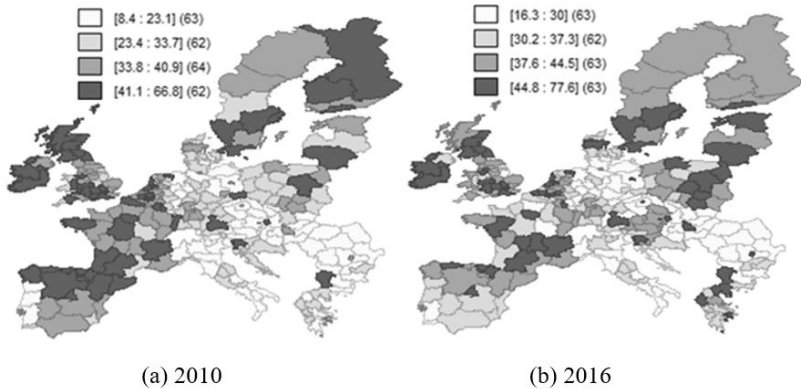 [8.4 : 23.1] (63)
[23.4 : 33.7] (62)
[33.8 : 40.9] (64)
[41.1 : 66.8] (62)
(a) 2010
[16.3 : 30] (63)
[30.2 : 37.3] (62)
[37.6 : 44.5] (63)
[44.8 : 77.6] (63)
(b) 2016